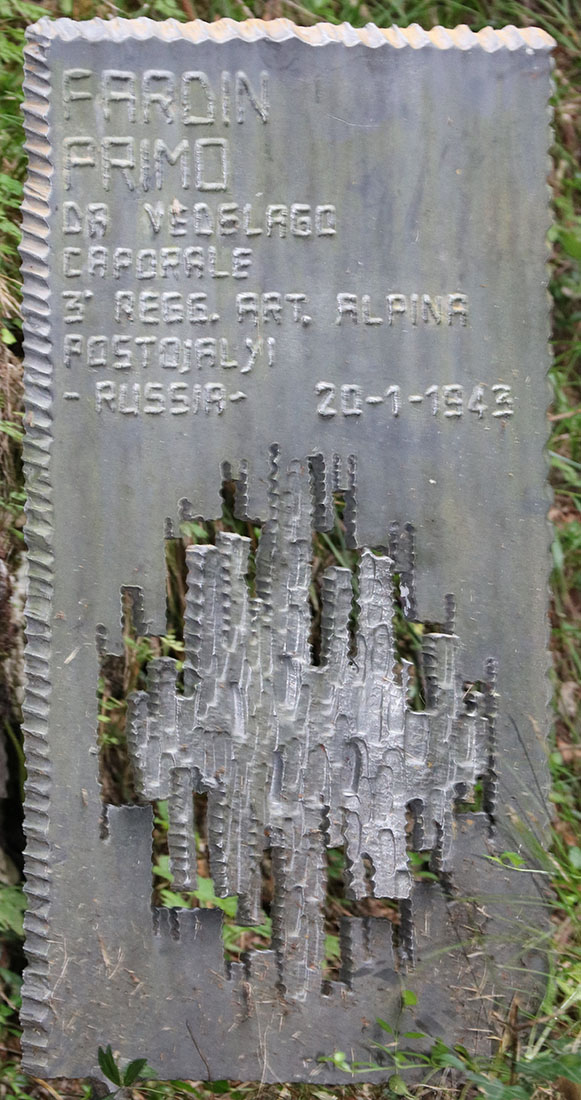 FARDIN
PRIMO
DA VEDELAGO
CAPORALE
3' REGG. ART. ALPINA
POSTOJALYI
- RUSSIA - 20-1-1943